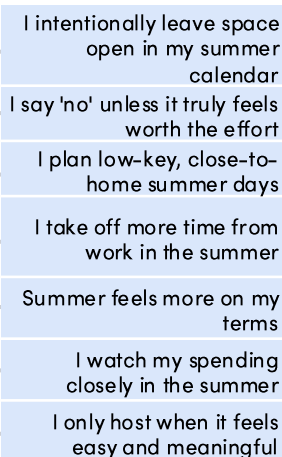 I intentionally leave space
open in my summer
calendar
I say 'no' unless it truly feels
worth the effort
I plan low-key, close-to-
home summer days
I take off more time from
work in the summer
Summer feels more on my
terms
I watch my spending
closely in the summer
I only host when it feels
easy and meaningful